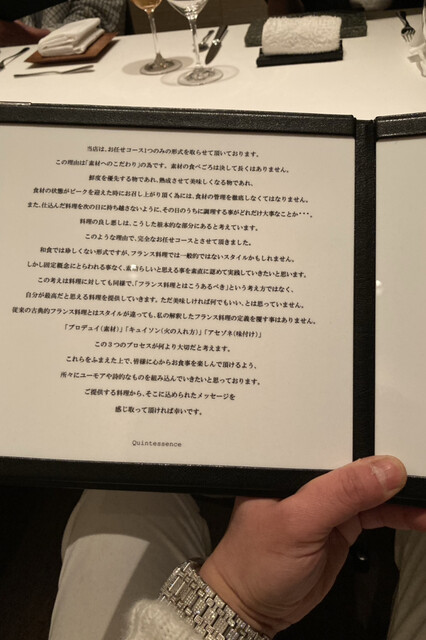 当店は、お任せコース1つのみの形式を取らせて頂いております。
この理由は「素材へのこだわり」の為です。素材の食べごろは決して長くはありません。
鮮度を優先する物であれ、熟成させて美味しくなる物であれ、
食材の状態がピークを迎えた時にお召し上がり頂く為には、食材の管理を徹底しなくてはなりません。
また、仕込んだ料理を次の日に持ち越さないように、その日のうちに調理する事がどれだけ大事なことか・・・。
料理の良し悪しは、こうした根本的な部分にあると考えています。
このような理由で、完全なお任せコースとさせて頂きました。
和食では珍しくない形式ですが、フランス料理では一般的ではないスタイルかもしれません。
しかし固定概念にとらわれる事なく、素晴らしいと思える事を素直に認めて実践していきたいと思います。
この考えは料理に対しても同様で、「フランス料理とはこうあるべき」という考え方ではなく、
自分が最高だと思える料理を提供していきます。ただ美味しければ何でもいい、とは思っていません。
従来の古典的フランス料理とはスタイルが違っても、私の解釈したフランス料理の定義を覆す事はありません。
「プロデュイ(素材)」「キュイソン(火の入れ方)」「アセゾネ(味付け)」
この3つのプロセスが何より大切だと考えます。
これらをふまえた上で、皆様に心からお食事を楽しんで頂けるよう、
所々にユーモアや詩的なものを組み込んでいきたいと思っております。
ご提供する料理から、そこに込められたメッセージを
感じ取って頂ければ幸いです。
Quintessence